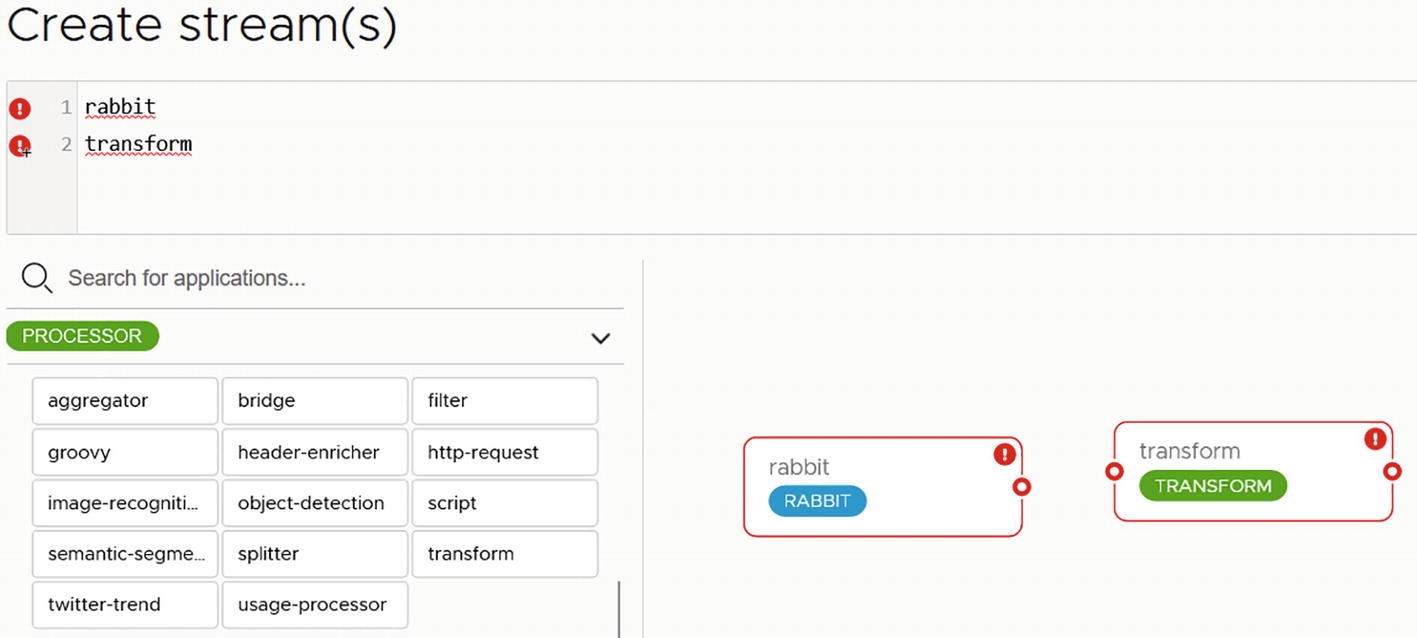 Create stream(s)
1 rabbit
2 transform
Search for applications...
PROCESSOR
aggregator bridge filter
groovy header-enricher http-request
image-recogniti... object-detection script
semantic-segme... splitter transform
twitter-trend usage-processor
rabbit
RABBIT
transform
TRANSFORM